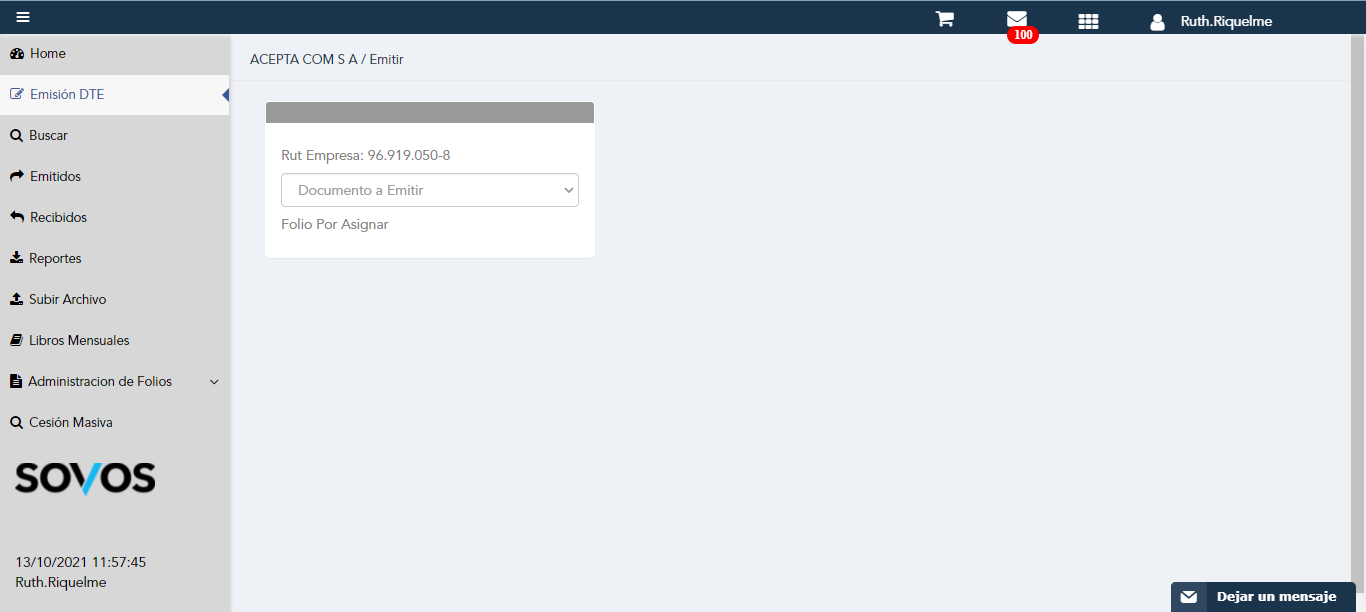 100
Ruth.Riquelme
Home
Emisión DTE
Buscar
Emitidos
Recibidos
Reportes
Subir Archivo
Libros Mensuales
Administracion de Folios
Cesión Masiva
SOVOS
13/10/2021 11:57:45
Ruth.Riquelme
ACEPTA COM S A / Emitir
Rut Empresa: 96.919.050-8
Documento a Emitir
Folio Por Asignar
Dejar un mensaje